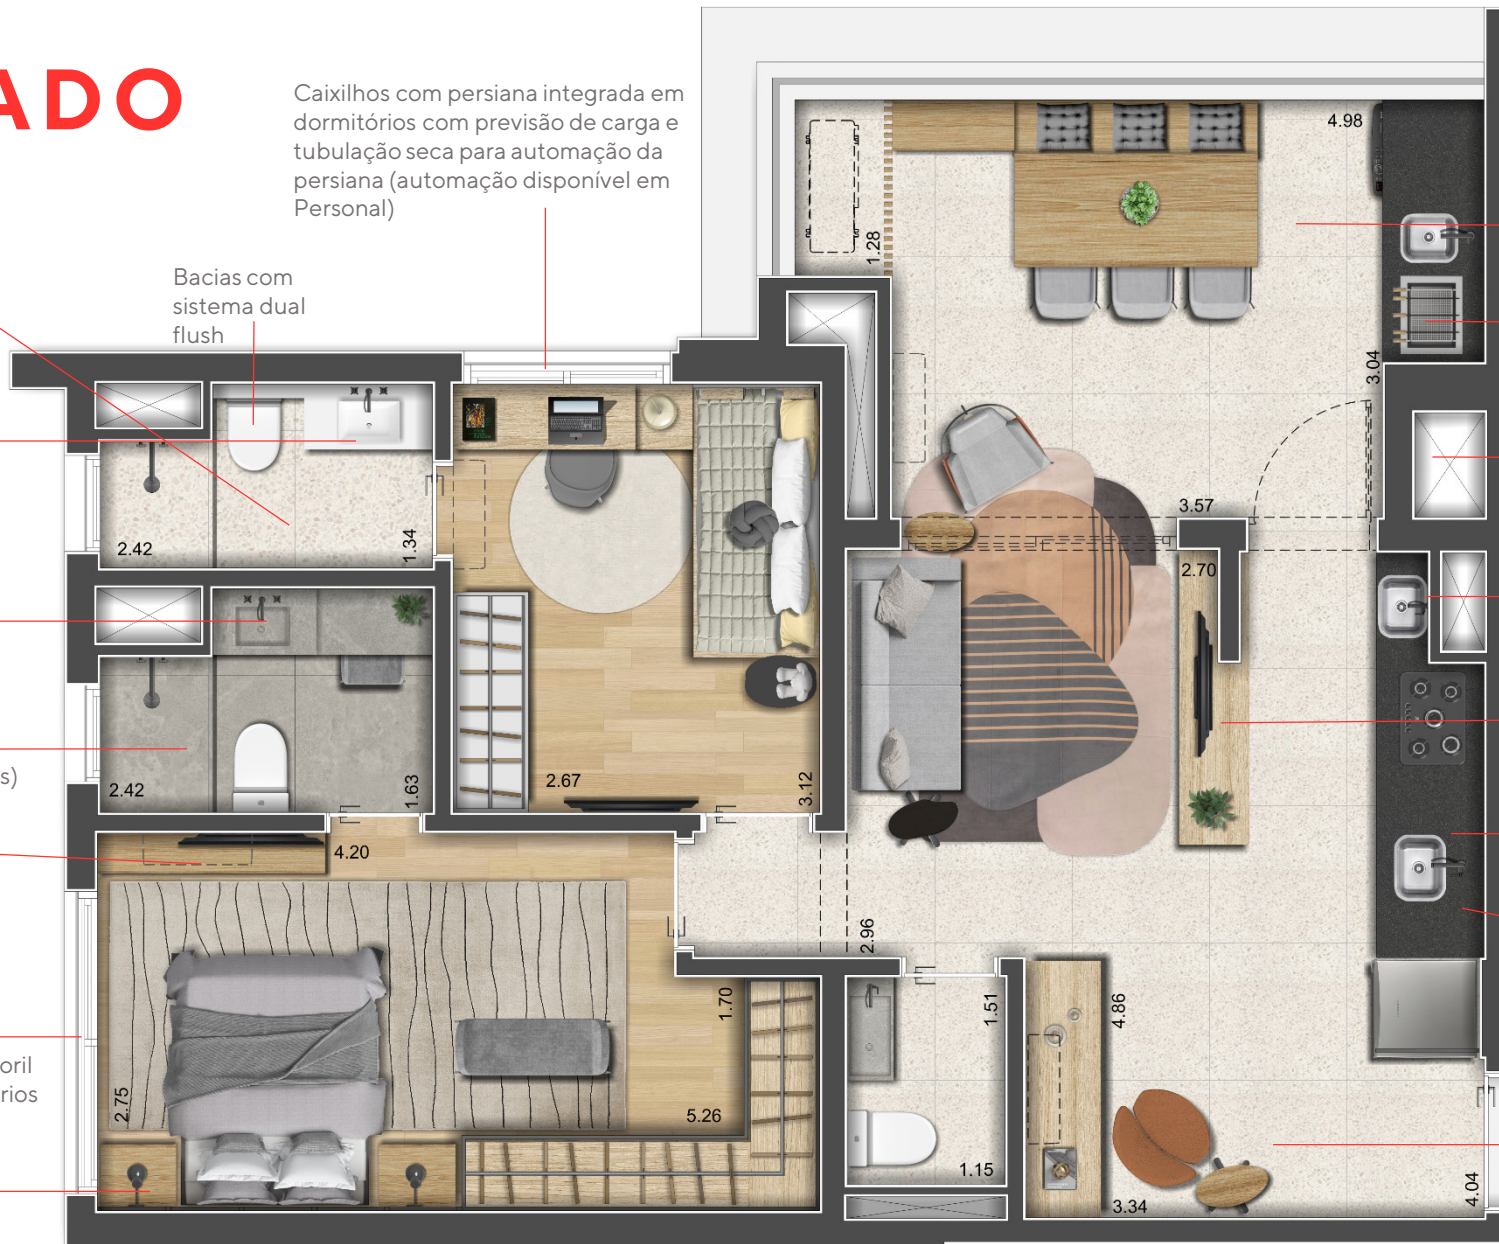 ADO
Caixilhos com persiana integrada em
dormitórios com previsão de carga e
tubulação seca para automação da
persiana (automação disponível em
Personal)
Bacias com
sistema dual
flush
4.98
1.28
3.04
3.57
2.42
1.34
2.70
2.67
3.12
s)
2.42
1.63
4.20
2.96
1.70
1.51
4.86
oril
rios
2.75
5.26
1.15
3.34
4.04